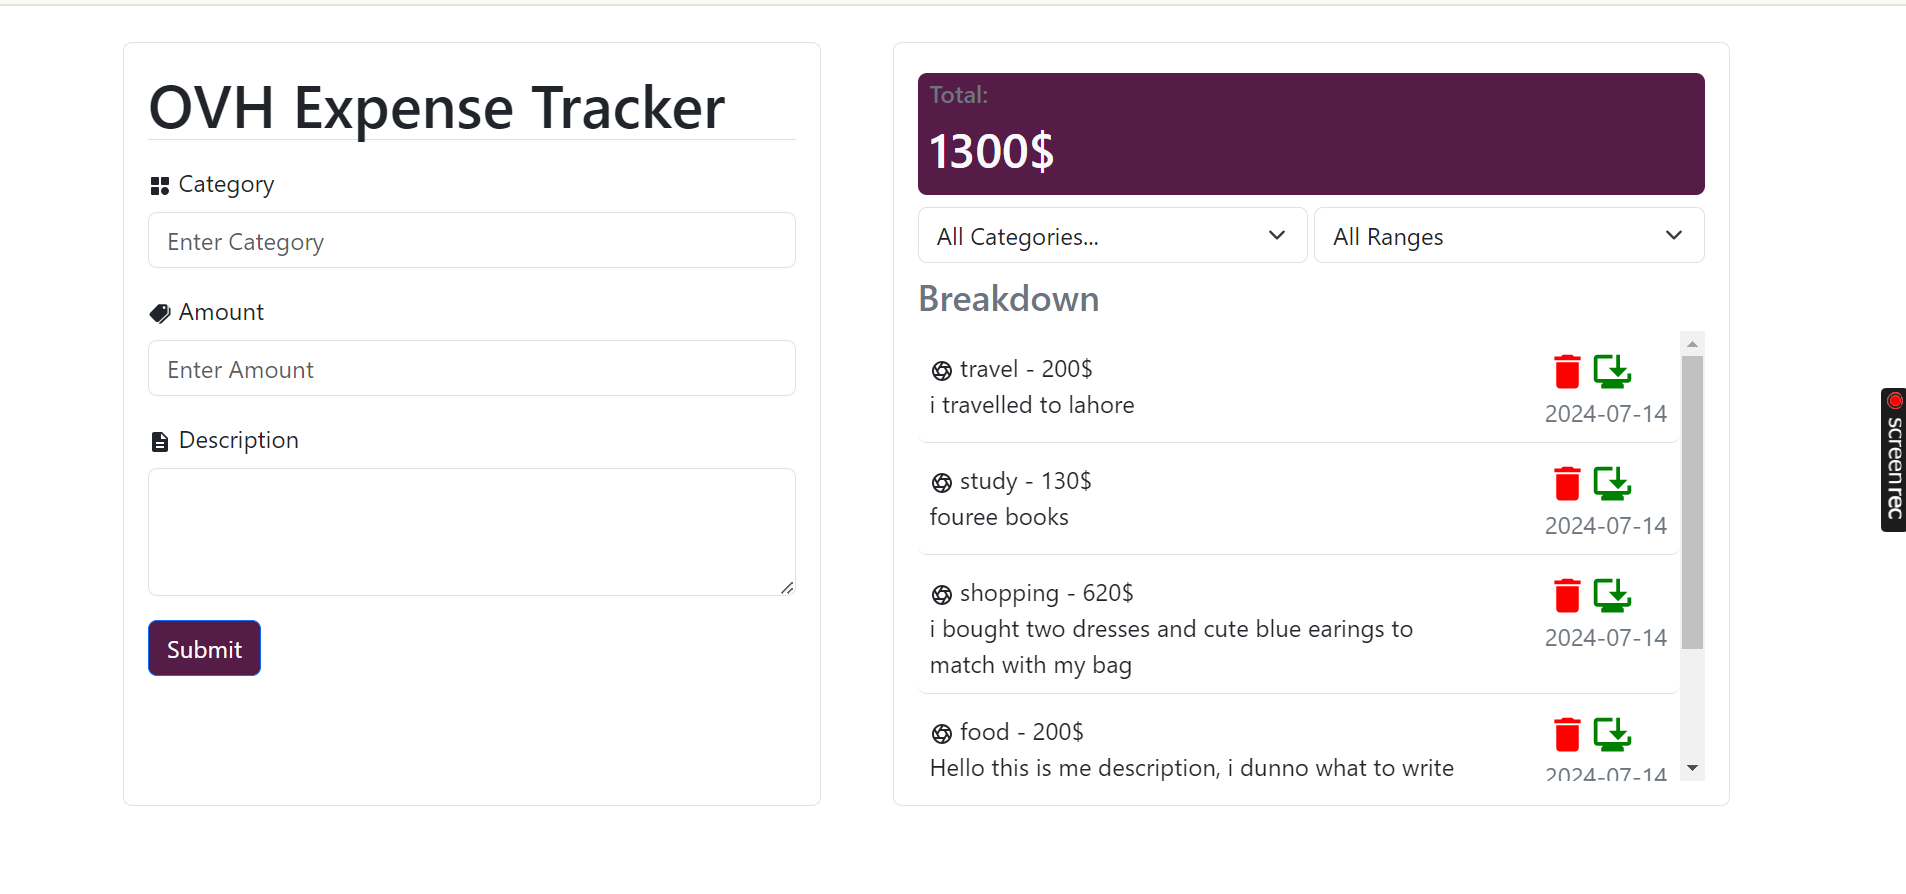 OVH Expense Tracker
Category
Enter Category
Amount
Enter Amount
Description
Submit
Total:
1300$
All Categories...
All Ranges
Breakdown
travel - 200$
i travelled to lahore
2024-07-14
study - 130$
fouree books
2024-07-14
shopping - 620$
i bought two dresses and cute blue earings to
match with my bag
2024-07-14
food - 200$
Hello this is me description, i dunno what to write
2024-07-14
screenrec